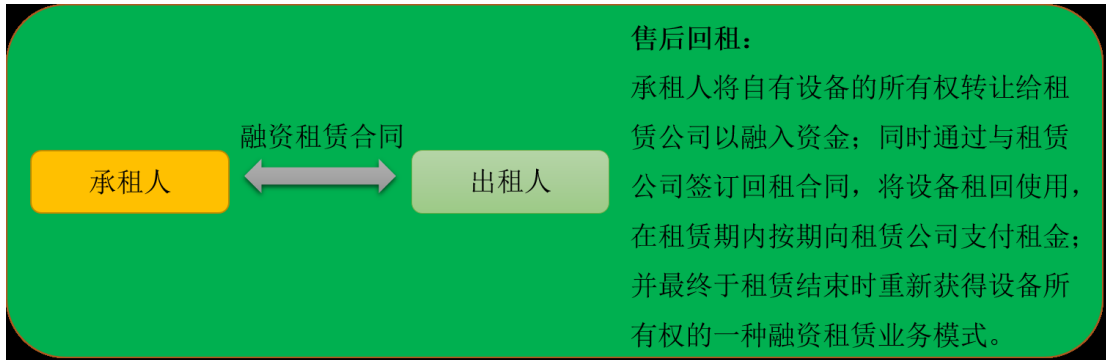 融资租赁合同
承租人
出租人
售后回租：
承租人将自有设备的所有权转让给租
赁公司以融入资金；同时通过与租赁
公司签订回租合同，将设备租回使用，
在租赁期内按期向租赁公司支付租金；
并最终于租赁结束时重新获得设备所
有权的一种融资租赁业务模式。